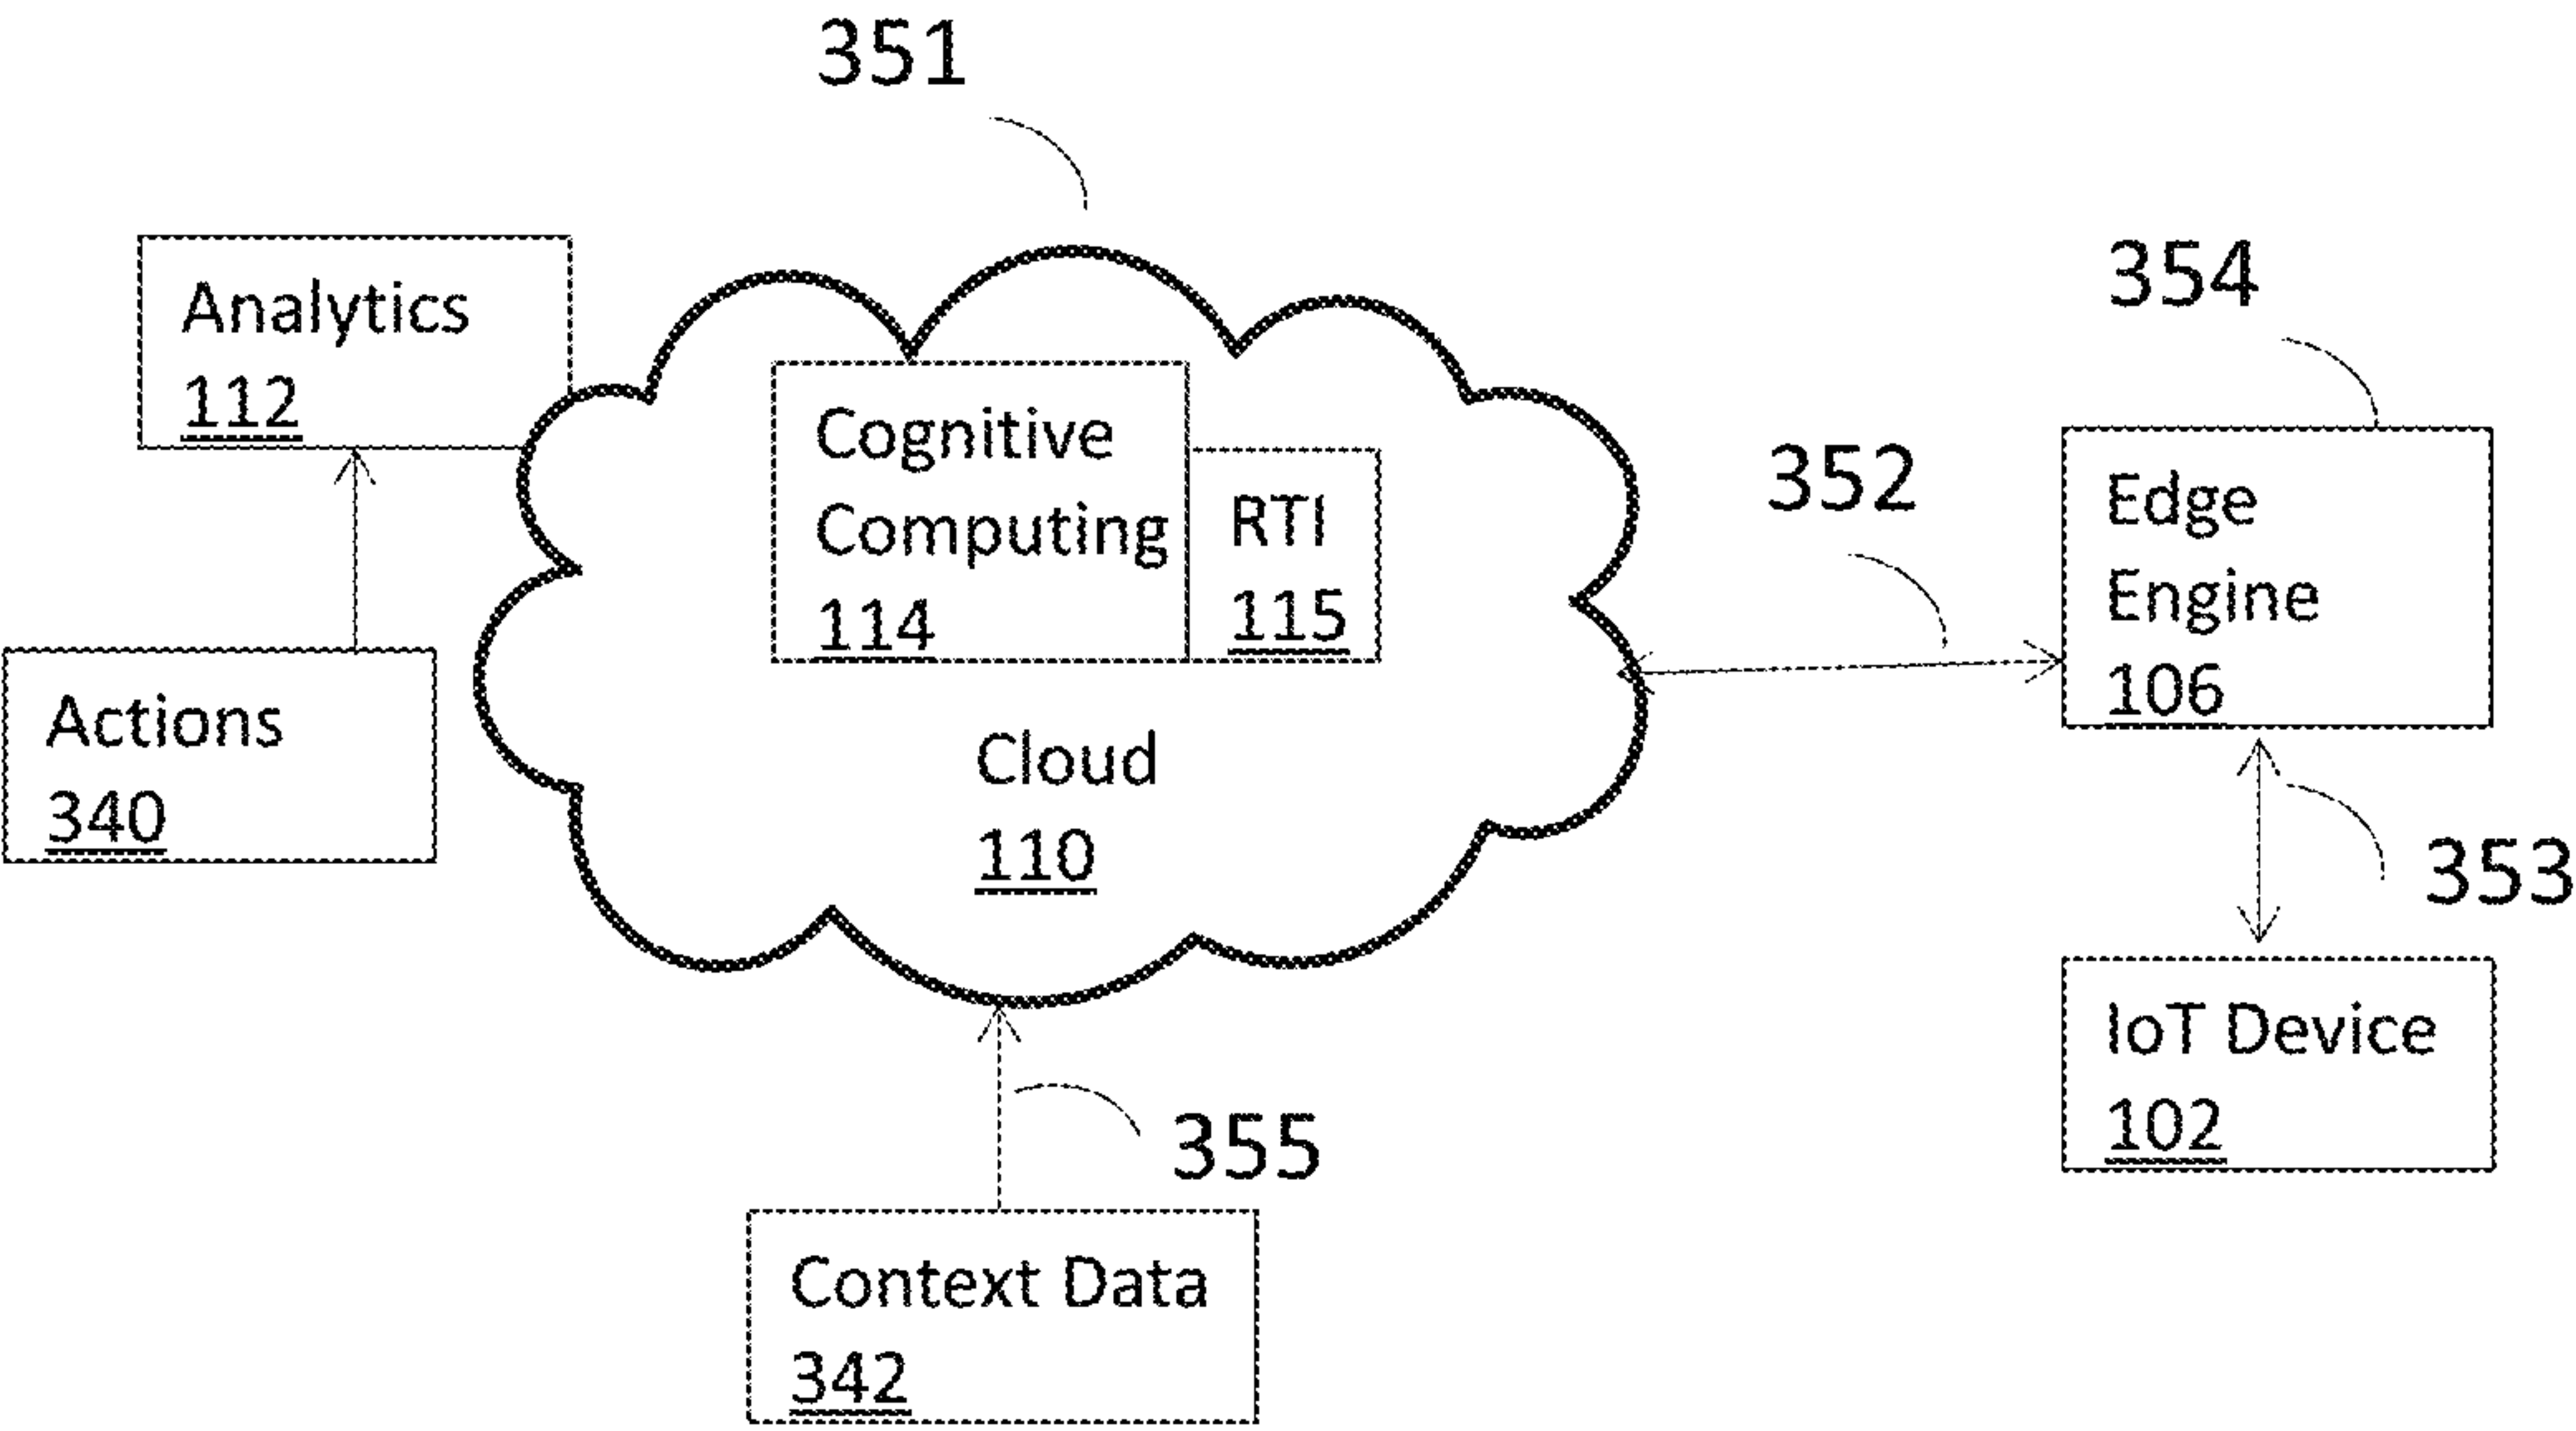 351
Analytics
112
354
Cognitive
Computing
114
RTI
115
352
Edge
Engine
106
Actions
340
Cloud
110
353
IoT Device
102
355
Context Data
342